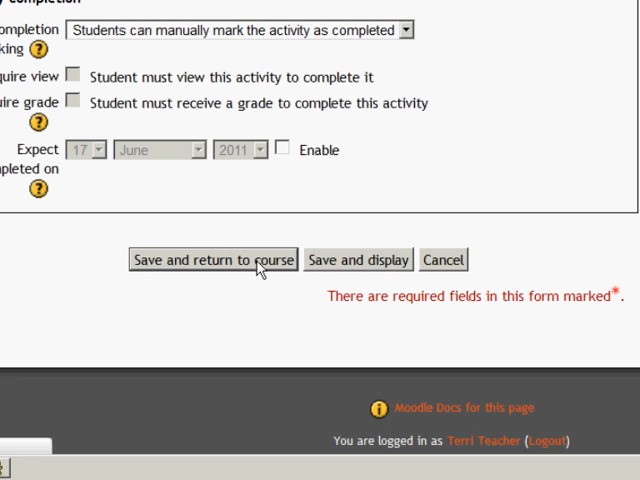 y completion
ompletion Students can manually mark the activity as completed
king
quire view Student must view this activity to complete it
uire grade Student must receive a grade to complete this activity
Expect 17 June 2011 Enable
mpleted on
Save and return to course Save and display Cancel
There are required fields in this form marked*.
Moodle Docs for this page
You are logged in as Terri Teacher (Logout)